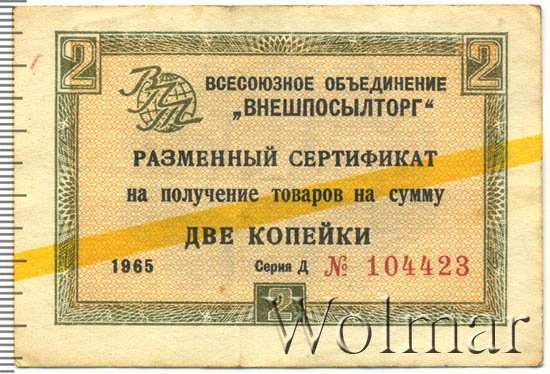 2 2
ВПТ
ВСЕСОЮЗНОЕ ОБЪЕДИНЕНИЕ
„ВНЕШПОСЫЛТОРГ“
РАЗМЕННЫЙ СЕРТИФИКАТ
на получение товаров на сумму
ДВЕ КОПЕЙКИ
1965 Серия Д № 104423
2
Wolmar